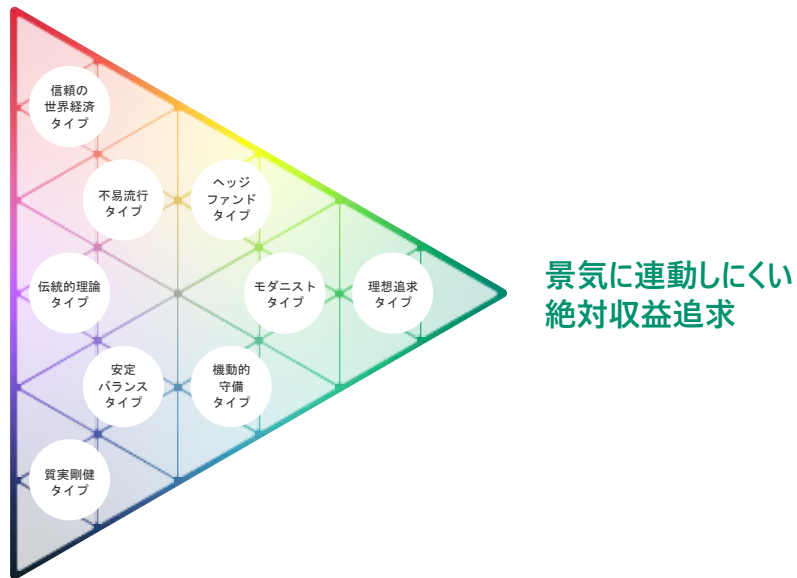 信頼の
世界経済
タイプ
不易流行
タイプ
ヘッジ
ファンド
タイプ
伝統的理論
タイプ
モダニスト
タイプ
理想追求
タイプ
景気に連動しにくい
絶対収益追求
安定
バランス
タイプ
機動的
守備
タイプ
質実剛健
タイプ